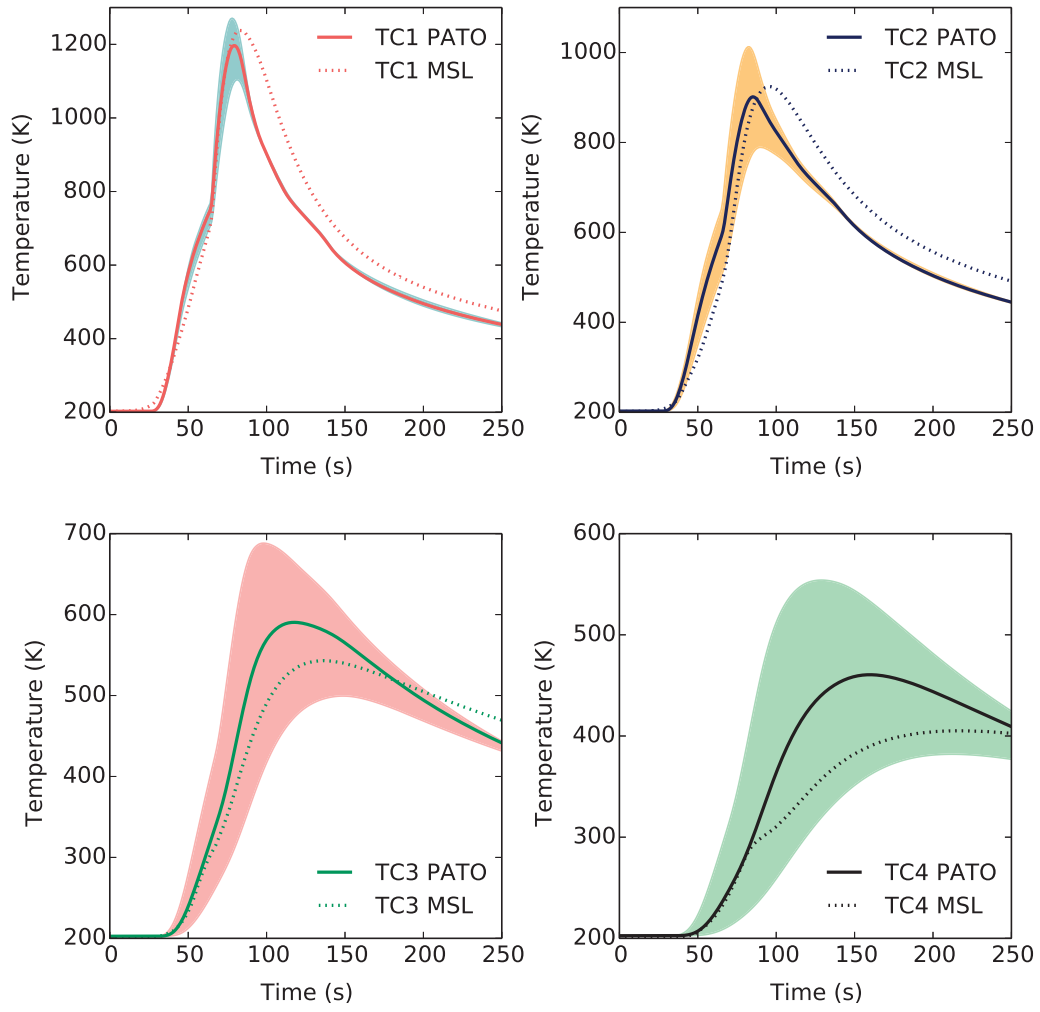 TC1 PATO
TC1 MSL
1200
1000
800
600
400
200
Temperature (K)
0 50 100 150 200 250
Time (s)
TC2 PATO
TC2 MSL
1000
800
600
400
200
Temperature (K)
0 50 100 150 200 250
Time (s)
700
600
500
400
300
200
Temperature (K)
TC3 PATO
TC3 MSL
0 50 100 150 200 250
Time (s)
600
500
400
300
200
Temperature (K)
TC4 PATO
TC4 MSL
0 50 100 150 200 250
Time (s)